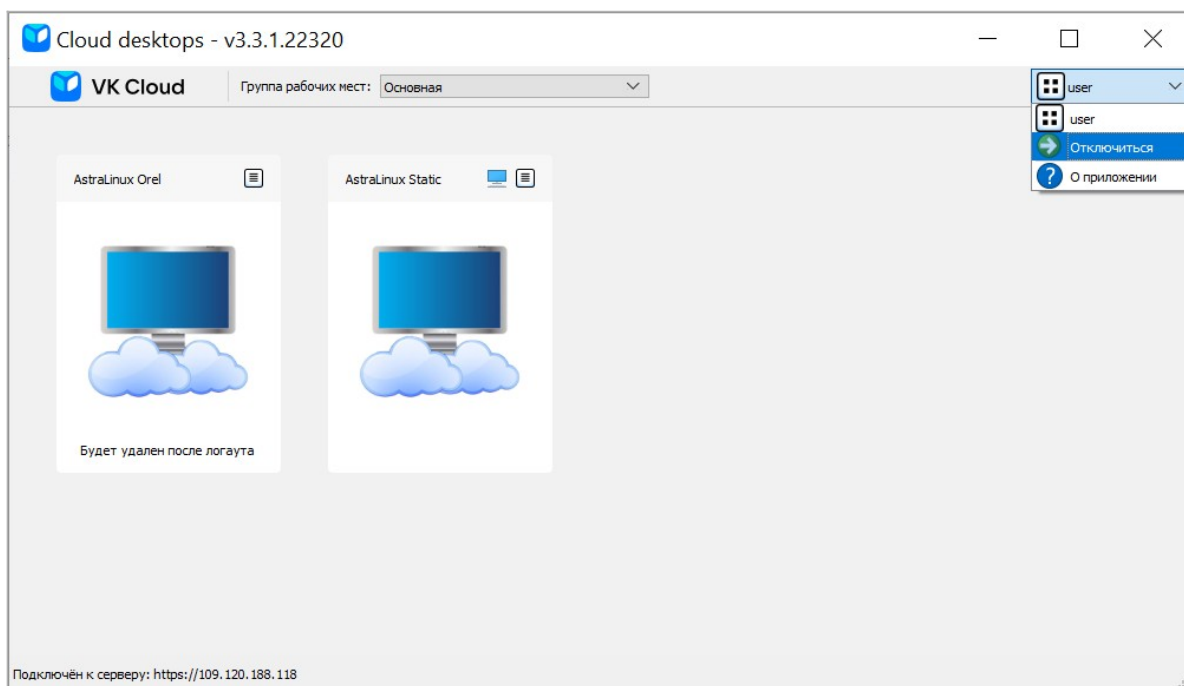 Cloud desktops - v3.3.1.22320
VK Cloud
Группа рабочих мест: Основная
user
user
Отключиться
? О приложении
AstraLinux Orel
AstraLinux Static
Будет удален после логаута
Подключён к серверу: https://109.120.188.118